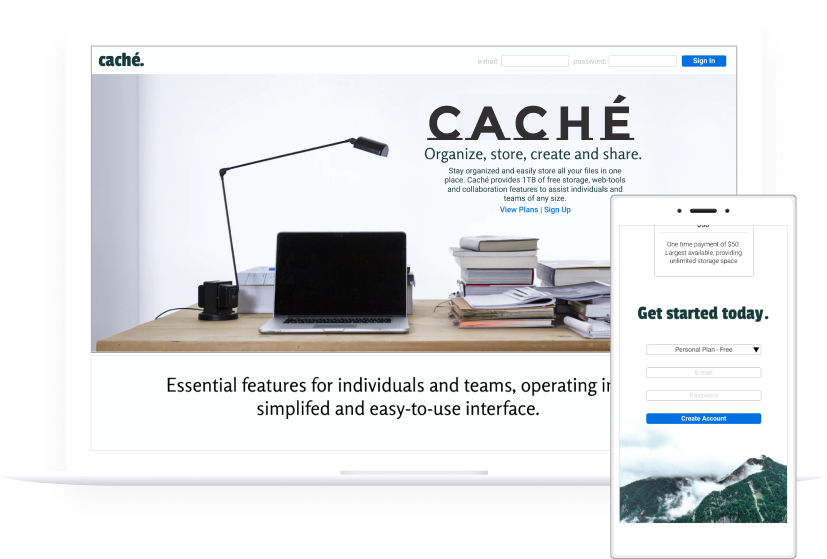 caché.
e-mail:
password:
Sign In
CACHÉ
Organize, store, create and share.
Stay organized and easily store all your files in one
place. Caché provides 1TB of free storage, web-tools
and collaboration features to assist individuals and
teams of any size.
View Plans | Sign Up
Essential features for individuals and teams, operating in
simplifed and easy-to-use interface.
One time payment of $50.
Largest available, providing
unlimited storage space
Get started today.
Personal Plan - Free
E-mail
Password
Create Account